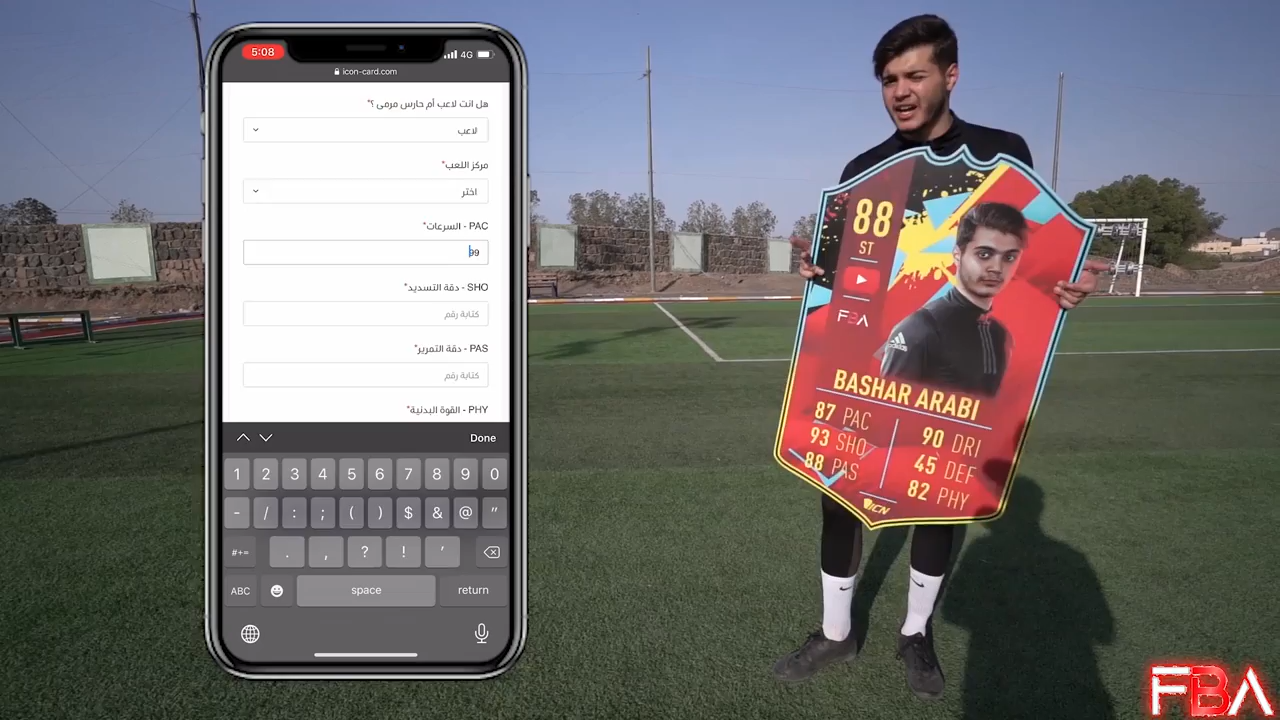 5:08
4G
icon-card.com
هل انت لاعب أم حارس مرمى ؟*
لاعب
مركز اللعب*
اختر
PAC - السرعات*
99
SHO - دقة التسديد*
كتابة رقم
PAS - دقة التمرير*
كتابة رقم
PHY - القوة البدنية*
Done
1 2 3 4 5 6 7 8 9 0
- / : ; ( ) $ & @ "
#+= . , ? ! ’
ABC space return
88
ST
FBA
adidas
BASHAR ARABI
87 PAC 90 DRI
93 SHO 45 DEF
88 PAS 82 PHY
ICN
FBA